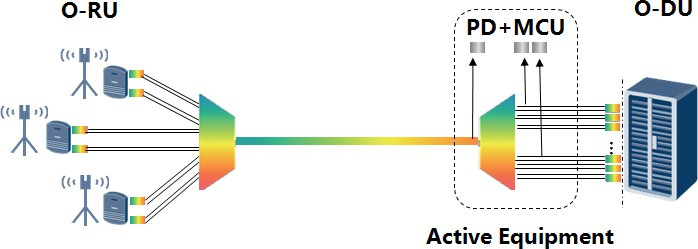 O-RU
PD+MCU
O-DU
Active Equipment